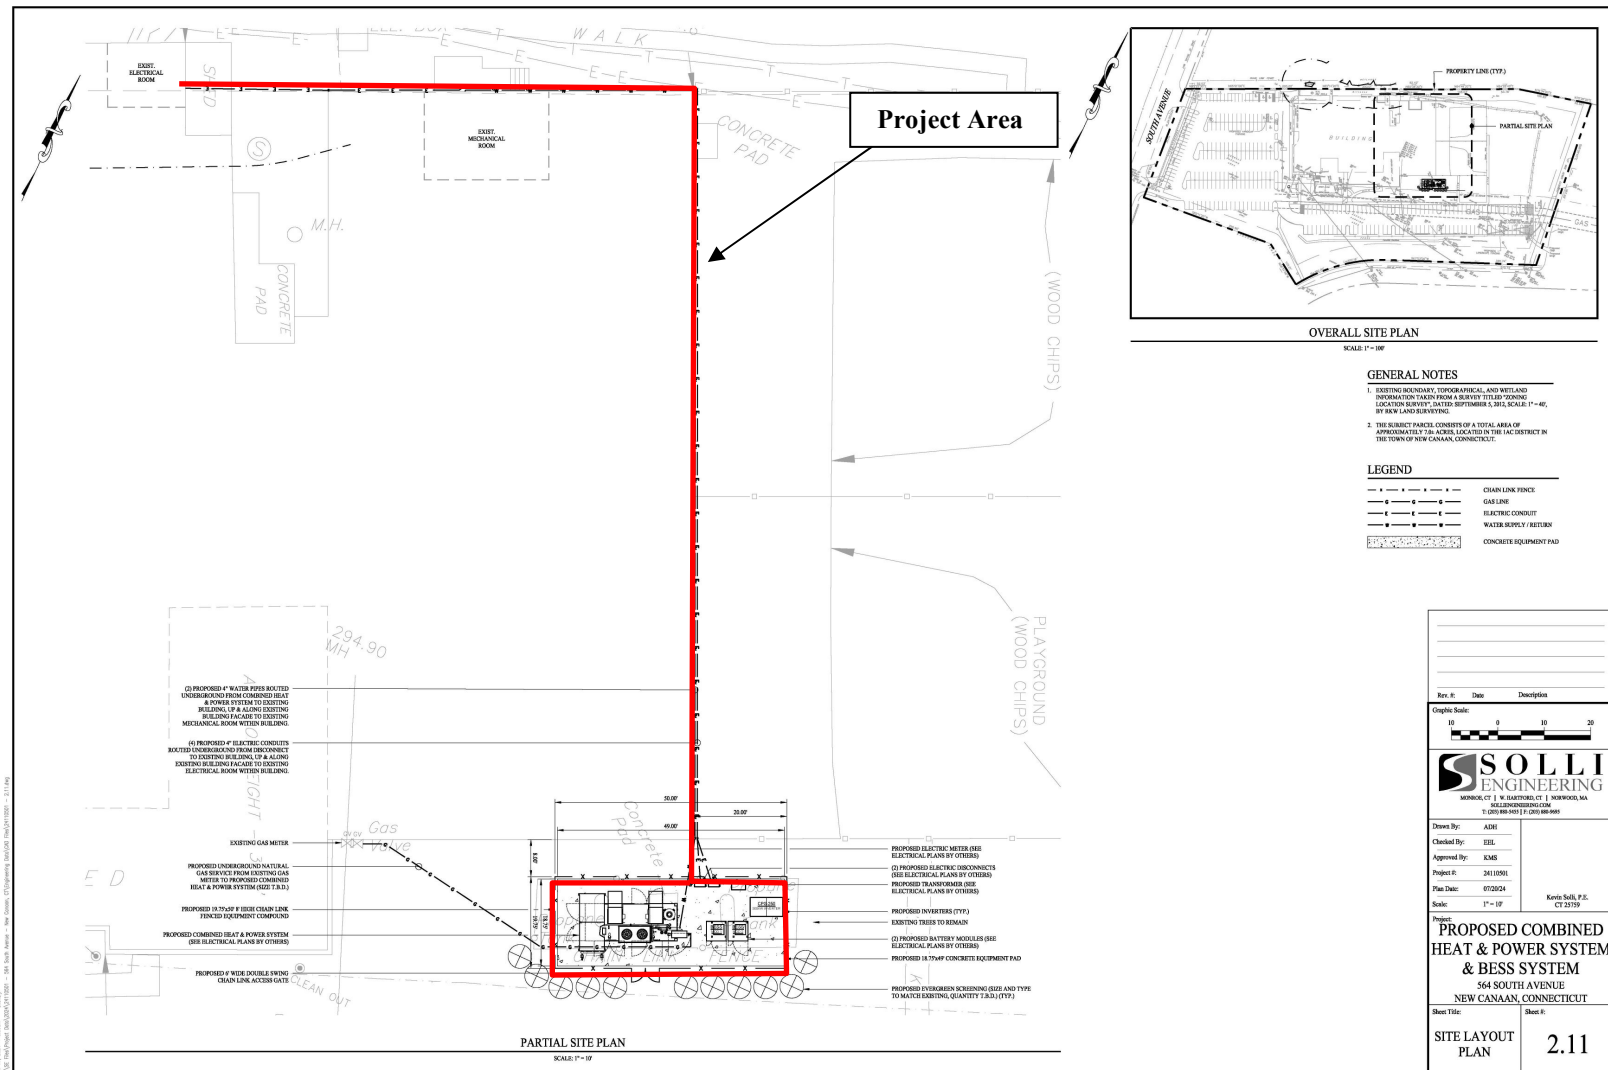 EXIST.
ELECTRICAL
ROOM
WALK
EXIST.
MECHANICAL
ROOM
S
M.H.
CONCRETE
PAD
CONCRETE
PAD
Project Area
(WOOD CHIPS)
PLAYGROUND
(WOOD CHIPS)
294.90
MH
(2) PROPOSED 4" WATER PIPES ROUTED
UNDERGROUND FROM COMBINED HEAT
& POWER SYSTEM TO EXISTING
BUILDING, UP & ALONG EXISTING
BUILDING FACADE TO EXISTING
MECHANICAL ROOM WITHIN BUILDING.
(4) PROPOSED 4" ELECTRIC CONDUITS
ROUTED UNDERGROUND FROM DISCONNECT
TO EXISTING BUILDING, UP & ALONG
EXISTING BUILDING FACADE TO EXISTING
ELECTRICAL ROOM WITHIN BUILDING.
EXISTING GAS METER
Gas
Valve
PROPOSED UNDERGROUND NATURAL
GAS SERVICE FROM EXISTING GAS
METER TO PROPOSED COMBINED
HEAT & POWER SYSTEM (SIZE T.B.D.)
PROPOSED 19.75'x50' 8' HIGH CHAIN LINK
FENCED EQUIPMENT COMPOUND
PROPOSED COMBINED HEAT & POWER SYSTEM
(SEE ELECTRICAL PLANS BY OTHERS)
PROPOSED 6' WIDE DOUBLE SWING
CHAIN LINK ACCESS GATE
CLEAN OUT
50.00'
20.00'
49.00'
8.00'
Concrete
Pad
CHAIN LINK FENCE
PROPOSED ELECTRIC METER (SEE
ELECTRICAL PLANS BY OTHERS)
(2) PROPOSED ELECTRIC DISCONNECTS
(SEE ELECTRICAL PLANS BY OTHERS)
PROPOSED TRANSFORMER (SEE
ELECTRICAL PLANS BY OTHERS)
PROPOSED INVERTERS (TYP.)
EXISTING TREES TO REMAIN
(2) PROPOSED BATTERY MODULES (SEE
ELECTRICAL PLANS BY OTHERS)
PROPOSED 18.75'x49' CONCRETE EQUIPMENT PAD
PROPOSED EVERGREEN SCREENING (SIZE AND TYPE
TO MATCH EXISTING, QUANTITY T.B.D.) (TYP.)
PARTIAL SITE PLAN
SCALE: 1" = 10'
PROPERTY LINE (TYP.)
SOUTH AVENUE
BUILDING
PARTIAL SITE PLAN
GAS
GAS
GAS
OVERALL SITE PLAN
SCALE: 1" = 100'
GENERAL NOTES
1. EXISTING BOUNDARY, TOPOGRAPHICAL, AND WETLAND
INFORMATION TAKEN FROM A SURVEY TITLED "ZONING
LOCATION SURVEY", DATED: SEPTEMBER 5, 2012, SCALE: 1" = 40',
BY RKW LAND SURVEYING.
2. THE SUBJECT PARCEL CONSISTS OF A TOTAL AREA OF
APPROXIMATELY 7.0± ACRES, LOCATED IN THE 1AC DISTRICT IN
THE TOWN OF NEW CANAAN, CONNECTICUT.
LEGEND
CHAIN LINK FENCE
GAS LINE
ELECTRIC CONDUIT
WATER SUPPLY / RETURN
CONCRETE EQUIPMENT PAD
Rev. #: Date Description
Graphic Scale:
10 0 10 20
SOLLI
ENGINEERING
MONROE, CT | W. HARTFORD, CT | NORWOOD, MA
SOLLIENGINEERING.COM
T: (203) 880-5455 | F: (203) 880-9695
Drawn By: ADH
Checked By: EEL
Approved By: KMS
Project #: 24110501
Plan Date: 07/20/24
Scale: 1" = 10'
Kevin Solli, P.E.
CT 25759
Project:
PROPOSED COMBINED
HEAT & POWER SYSTEM
& BESS SYSTEM
564 SOUTH AVENUE
NEW CANAAN, CONNECTICUT
Sheet Title: Sheet #:
SITE LAYOUT
PLAN
2.11